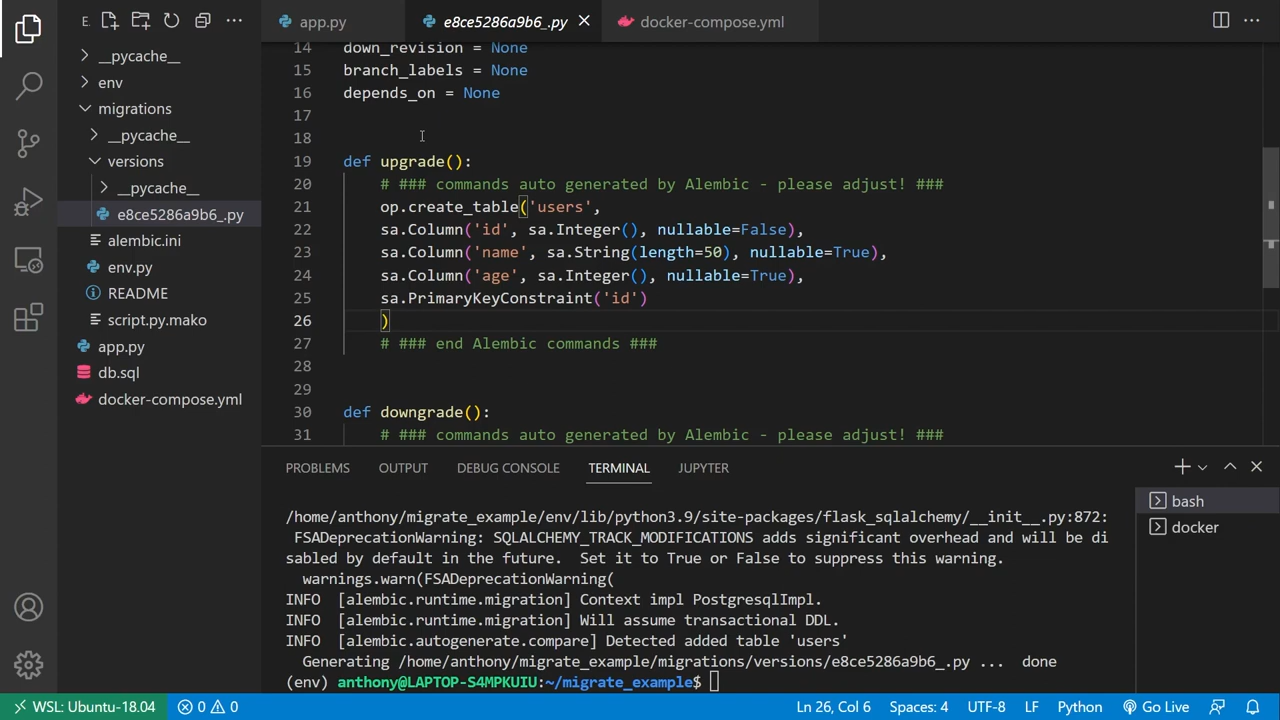 E.
__pycache__
env
migrations
__pycache__
versions
__pycache__
e8ce5286a9b6_.py
alembic.ini
env.py
README
script.py.mako
app.py
db.sql
docker-compose.yml
app.py
e8ce5286a9b6_.py
docker-compose.yml
14 down_revision = None
15 branch_labels = None
16 depends_on = None
17
18
19 def upgrade():
20 # ### commands auto generated by Alembic - please adjust! ###
21 op.create_table('users',
22 sa.Column('id', sa.Integer(), nullable=False),
23 sa.Column('name', sa.String(length=50), nullable=True),
24 sa.Column('age', sa.Integer(), nullable=True),
25 sa.PrimaryKeyConstraint('id')
26 )
27 # ### end Alembic commands ###
28
29
30 def downgrade():
31 # ### commands auto generated by Alembic - please adjust! ###
PROBLEMS OUTPUT DEBUG CONSOLE TERMINAL JUPYTER
/home/anthony/migrate_example/env/lib/python3.9/site-packages/flask_sqlalchemy/__init__.py:872:
FSADeprecationWarning: SQLALCHEMY_TRACK_MODIFICATIONS adds significant overhead and will be di
sabled by default in the future.  Set it to True or False to suppress this warning.
warnings.warn(FSADeprecationWarning(
INFO  [alembic.runtime.migration] Context impl PostgresqlImpl.
INFO  [alembic.runtime.migration] Will assume transactional DDL.
INFO  [alembic.autogenerate.compare] Detected added table 'users'
Generating /home/anthony/migrate_example/migrations/versions/e8ce5286a9b6_.py ...  done
(env) anthony@LAPTOP-S4MPKUIU:~/migrate_example$
bash
docker
WSL: Ubuntu-18.04 0 0 Ln 26, Col 6 Spaces: 4 UTF-8 LF Python Go Live